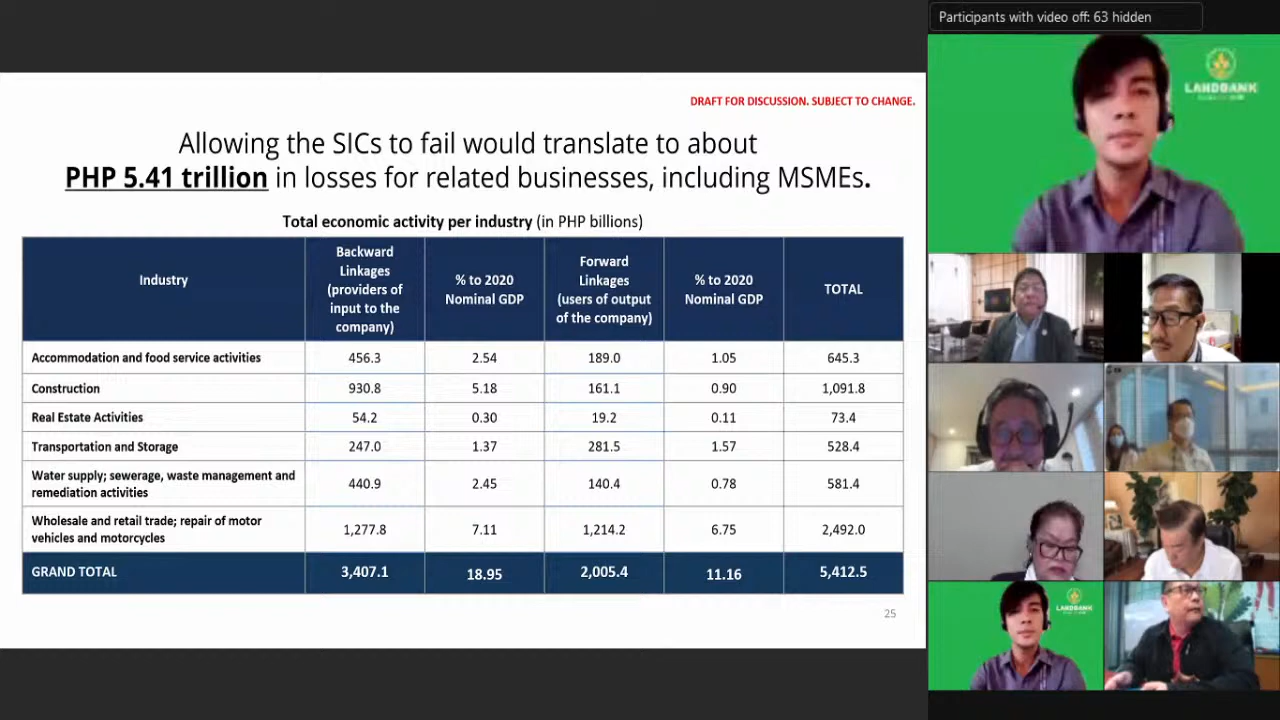 Participants with video off: 63 hidden
LANDBANK
DRAFT FOR DISCUSSION. SUBJECT TO CHANGE.
Allowing the SICs to fail would translate to about
PHP 5.41 trillion in losses for related businesses, including MSMEs.
Total economic activity per industry (in PHP billions)
Industry
Backward
Linkages
(providers of
input to the
company)
% to 2020
Nominal GDP
Forward
Linkages
(users of output
of the company)
% to 2020
Nominal GDP
TOTAL
Accommodation and food service activities 456.3 2.54 189.0 1.05 645.3
Construction 930.8 5.18 161.1 0.90 1,091.8
Real Estate Activities 54.2 0.30 19.2 0.11 73.4
Transportation and Storage 247.0 1.37 281.5 1.57 528.4
Water supply; sewerage, waste management and
remediation activities 440.9 2.45 140.4 0.78 581.4
Wholesale and retail trade; repair of motor
vehicles and motorcycles 1,277.8 7.11 1,214.2 6.75 2,492.0
GRAND TOTAL 3,407.1 18.95 2,005.4 11.16 5,412.5
25
LANDBANK